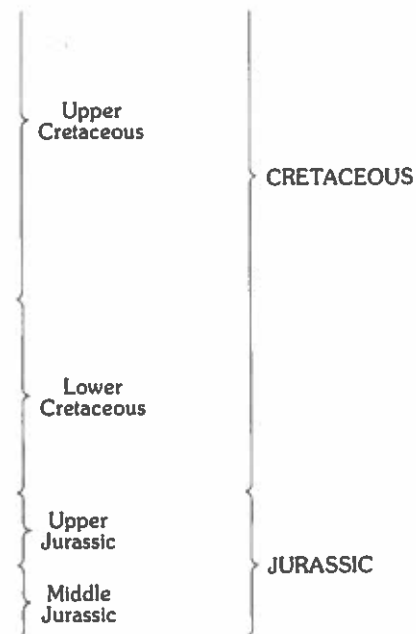 Upper
Cretaceous
CRETACEOUS
Lower
Cretaceous
Upper
Jurassic
JURASSIC
Middle
Jurassic